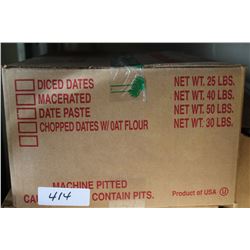 DICED DATES NET WT. 25 LBS.
MACERATED NET WT. 40 LBS.
DATE PASTE NET WT. 50 LBS.
CHOPPED DATES W/OAT FLOUR NET WT. 30 LBS.
MACHINE PITTED
CONTAIN PITS. Product of USA U
414